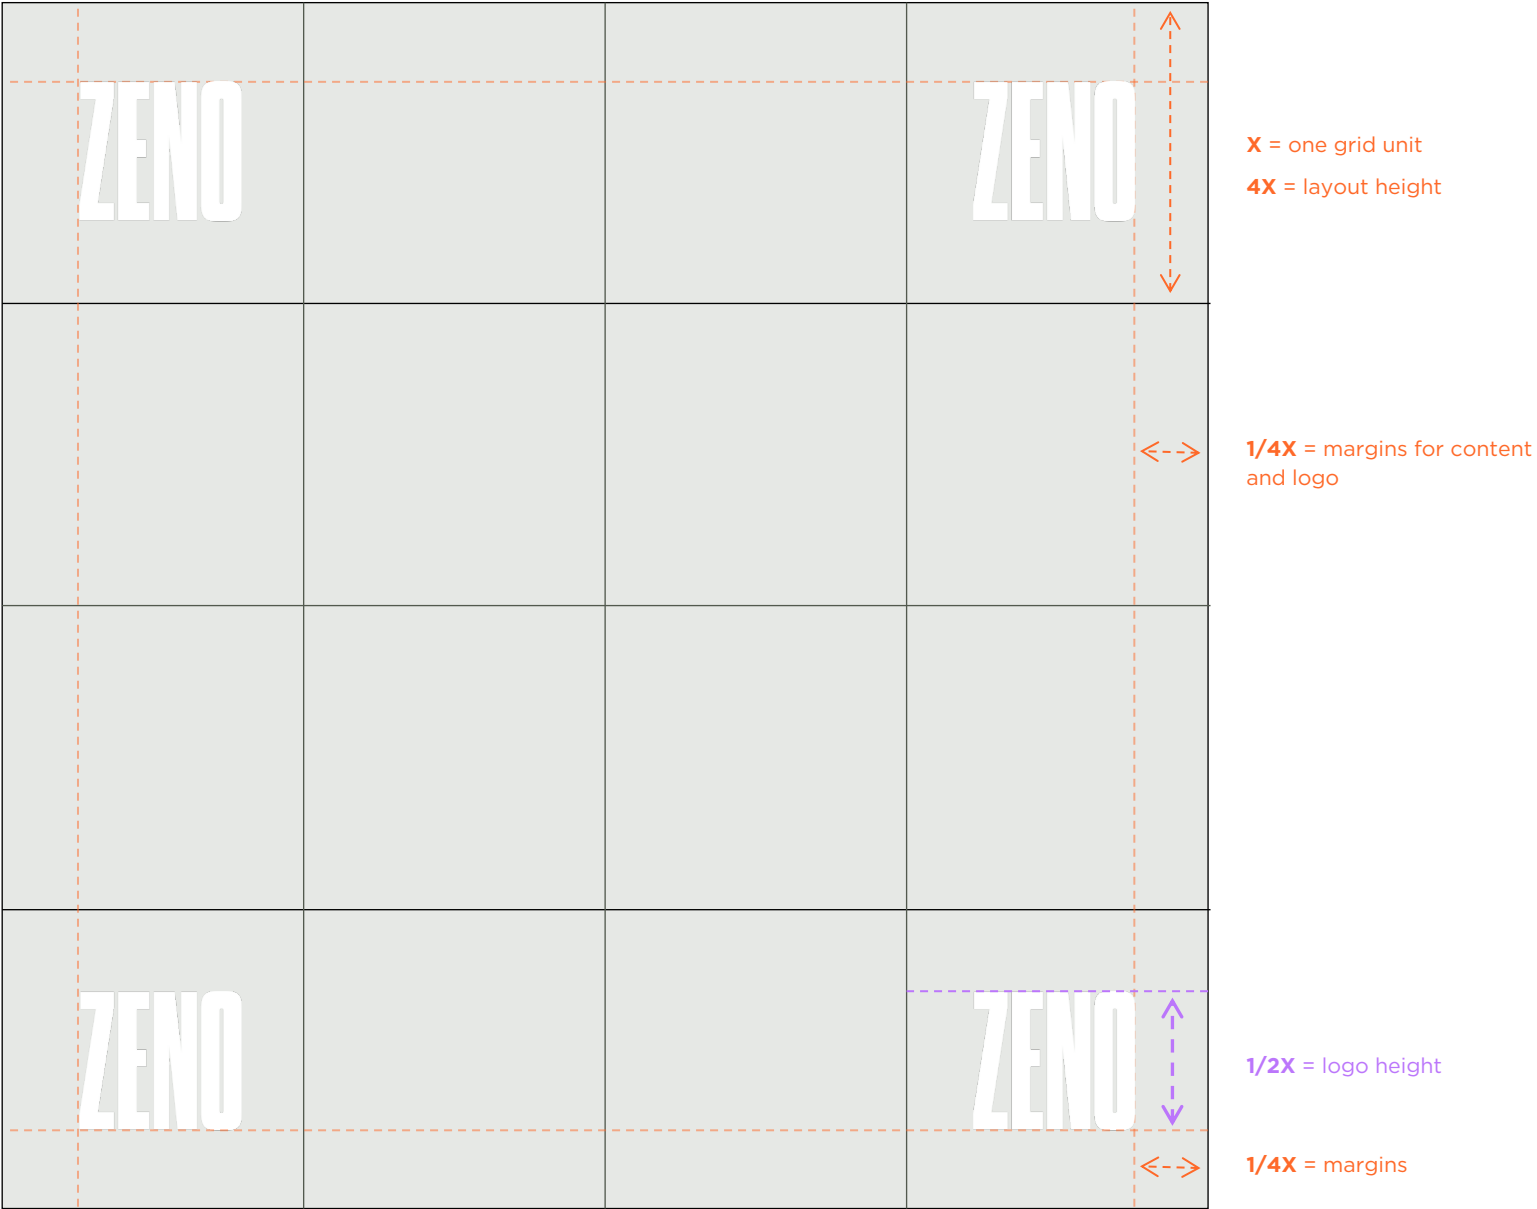 ZENO ZENO
X = one grid unit
4X = layout height
1/4X = margins for content
and logo
ZENO ZENO
1/2X = logo height
1/4X = margins